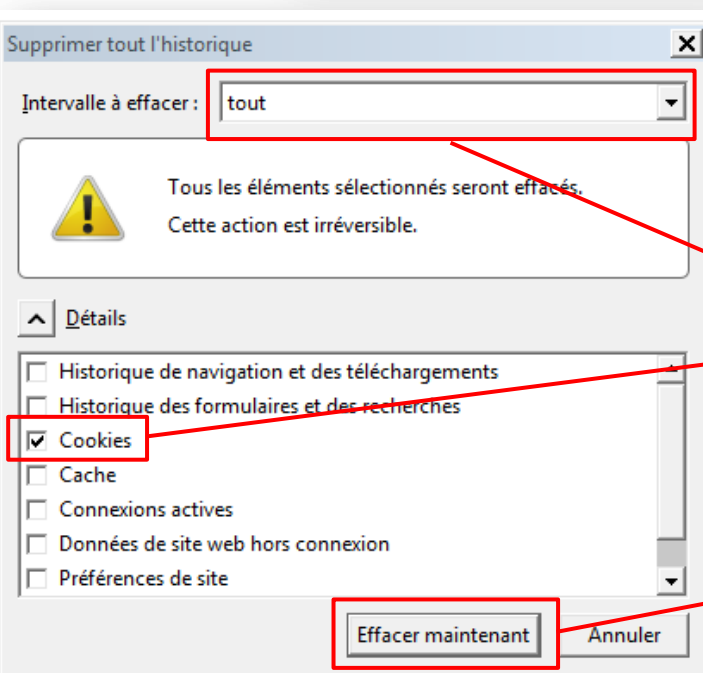 Supprimer tout l'historique
Intervalle à effacer : tout
Tous les éléments sélectionnés seront effacés.
Cette action est irréversible.
Détails
Historique de navigation et des téléchargements
Historique des formulaires et des recherches
Cookies
Cache
Connexions actives
Données de site web hors connexion
Préférences de site
Effacer maintenant Annuler